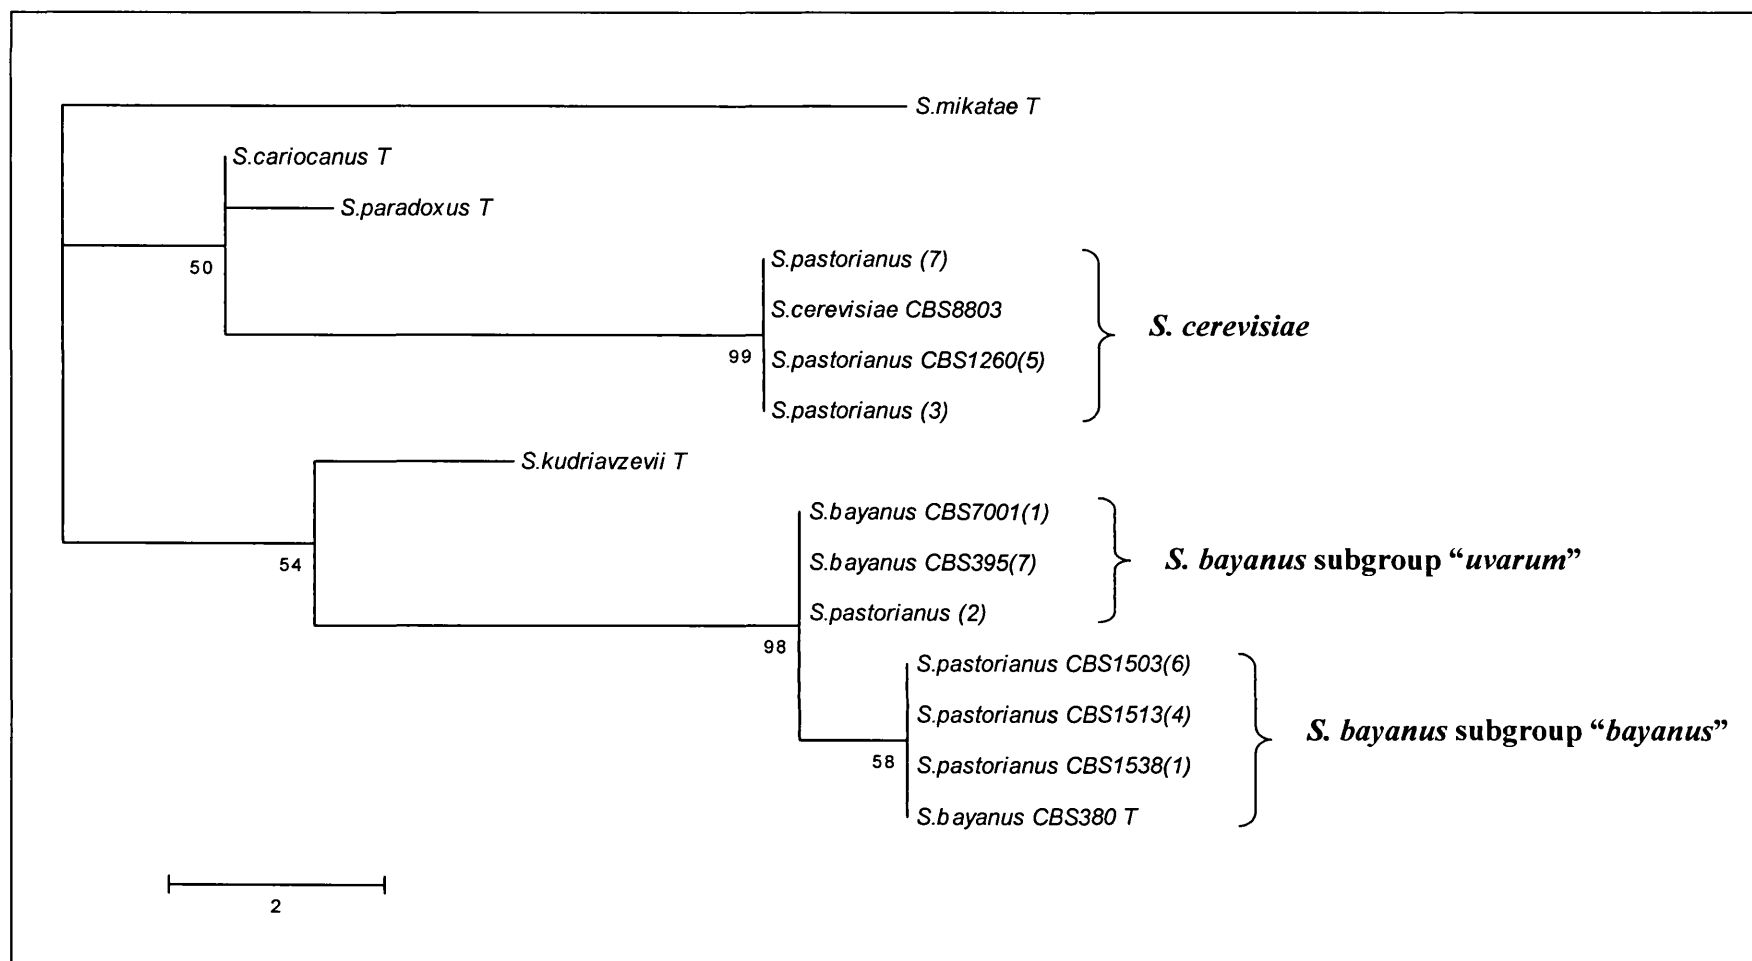 S.mikatae T
S.cariocanus T
S.paradoxus T
S.pastorianus (7)
50
S.cerevisiae CBS8803
S. cerevisiae
99
S.pastorianus CBS1260(5)
S.pastorianus (3)
S.kudriavzevii T
S.bayanus CBS7001(1)
54
S.bayanus CBS395(7)
S. bayanus subgroup “uvarum”
S.pastorianus (2)
98
S.pastorianus CBS1503(6)
S.pastorianus CBS1513(4)
S. bayanus subgroup “bayanus”
58
S.pastorianus CBS1538(1)
S.bayanus CBS380 T
2